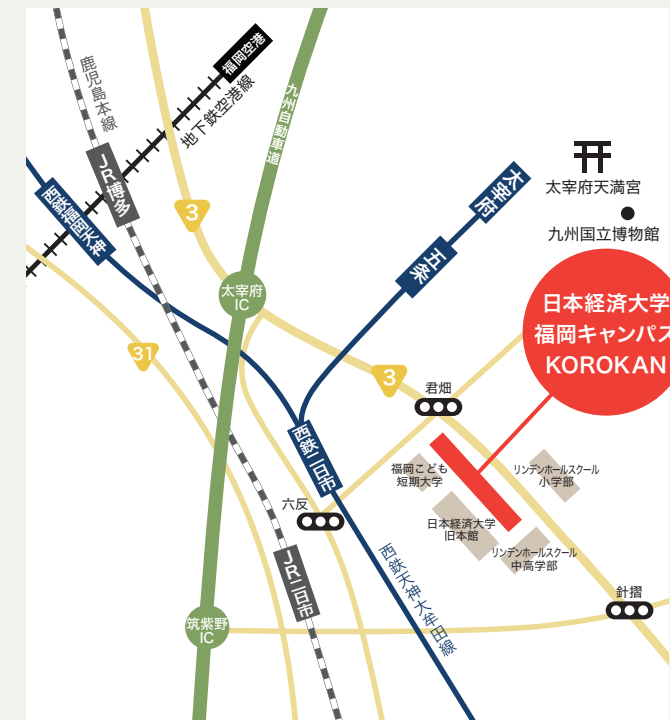 福岡空港
地下鉄空港線
鹿児島本線
JR博多
九州自動車道
太宰府天満宮
九州国立博物館
太宰府
五条
西鉄福岡天神
3
太宰府
IC
日本経済大学
福岡キャンパス
KOROKAN
31
3
君畑
西鉄二日市
福岡こども
短期大学
リンデンホールスクール
小学部
六反
日本経済大学
旧本館
リンデンホールスクール
中高学部
JR二日市
西鉄天神大牟田線
針摺
筑紫野
IC